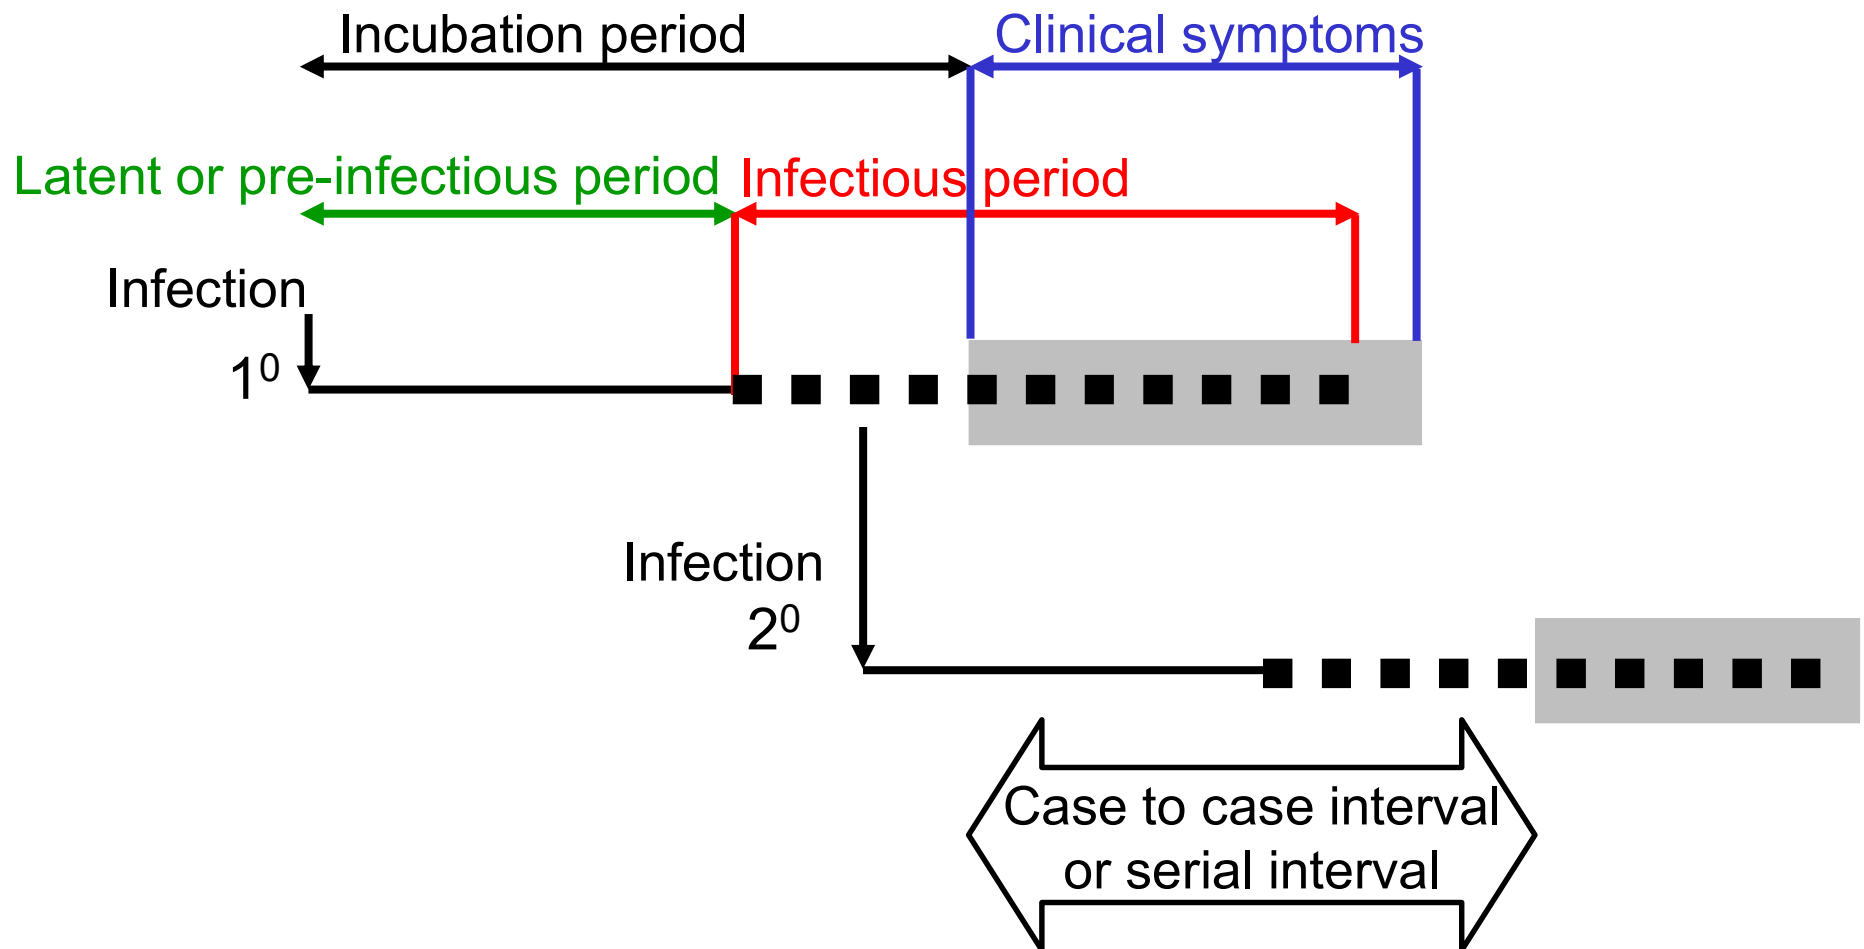 Incubation period
Clinical symptoms
Latent or pre-infectious period
Infectious period
Infection
1⁰
Infection
2⁰
Case to case interval
or serial interval